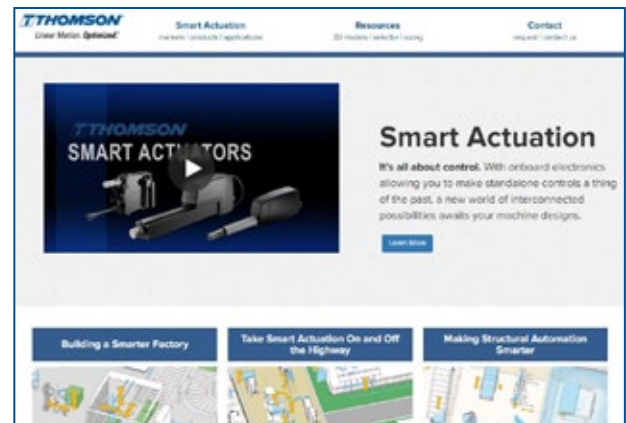 THOMSON
Linear Motion. Optimized.
Smart Actuation
markets | products | applications
Resources
3D models | selector | sizing
Contact
request | contact us
THOMSON
SMART ACTUATORS
Smart Actuation
It's all about control. With onboard electronics
allowing you to make standalone controls a thing
of the past, a new world of interconnected
possibilities awaits your machine designs.
Learn More
Building a Smarter Factory
Take Smart Actuation On and Off
the Highway
Making Structural Automation
Smarter